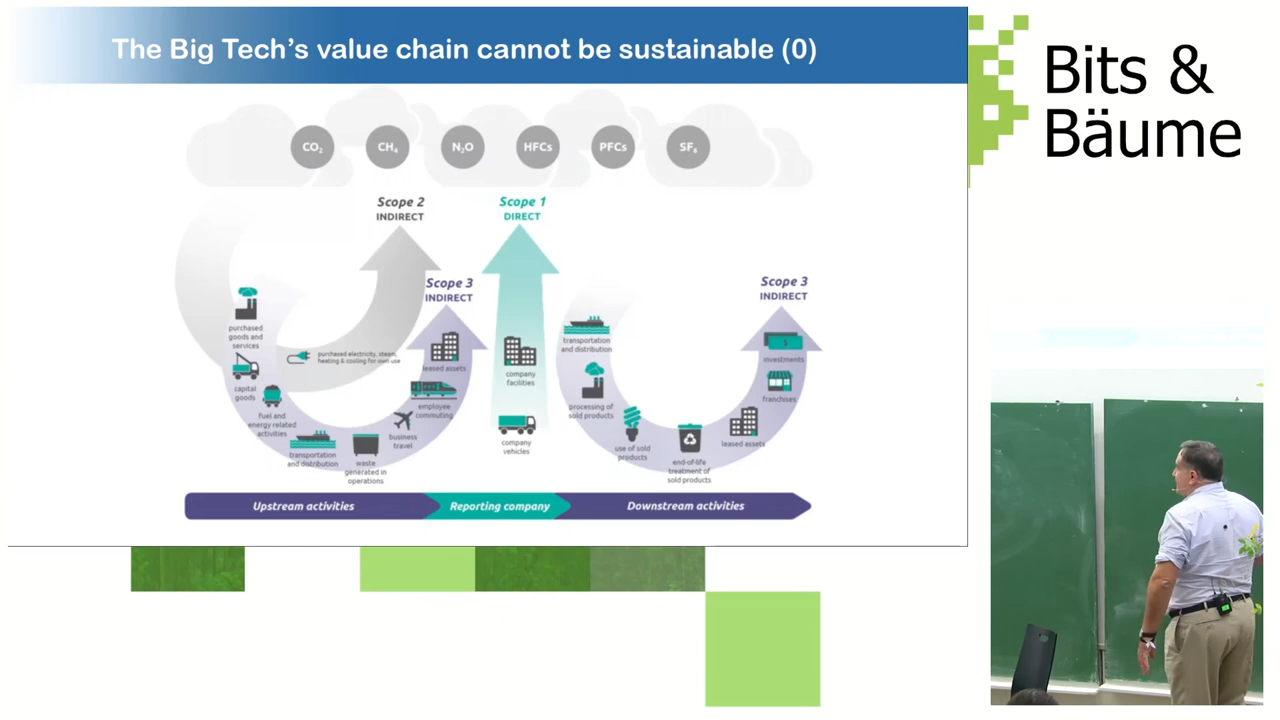 The Big Tech's value chain cannot be sustainable (0)
Bits &
Bäume
CO₂
CH₄
N₂O
HFCs
PFCs
SF₆
Scope 2
INDIRECT
Scope 1
DIRECT
Scope 3
INDIRECT
Scope 3
INDIRECT
purchased
goods and
services
capital
goods
fuel and
energy related
activities
transportation
and distribution
waste
generated in
operations
business
travel
employee
commuting
leased assets
purchased electricity, steam,
heating & cooling for own use
company
facilities
company
vehicles
transportation
and distribution
processing of
sold products
use of sold
products
end-of-life
treatment of
sold products
leased assets
franchises
investments
$
Upstream activities
Reporting company
Downstream activities